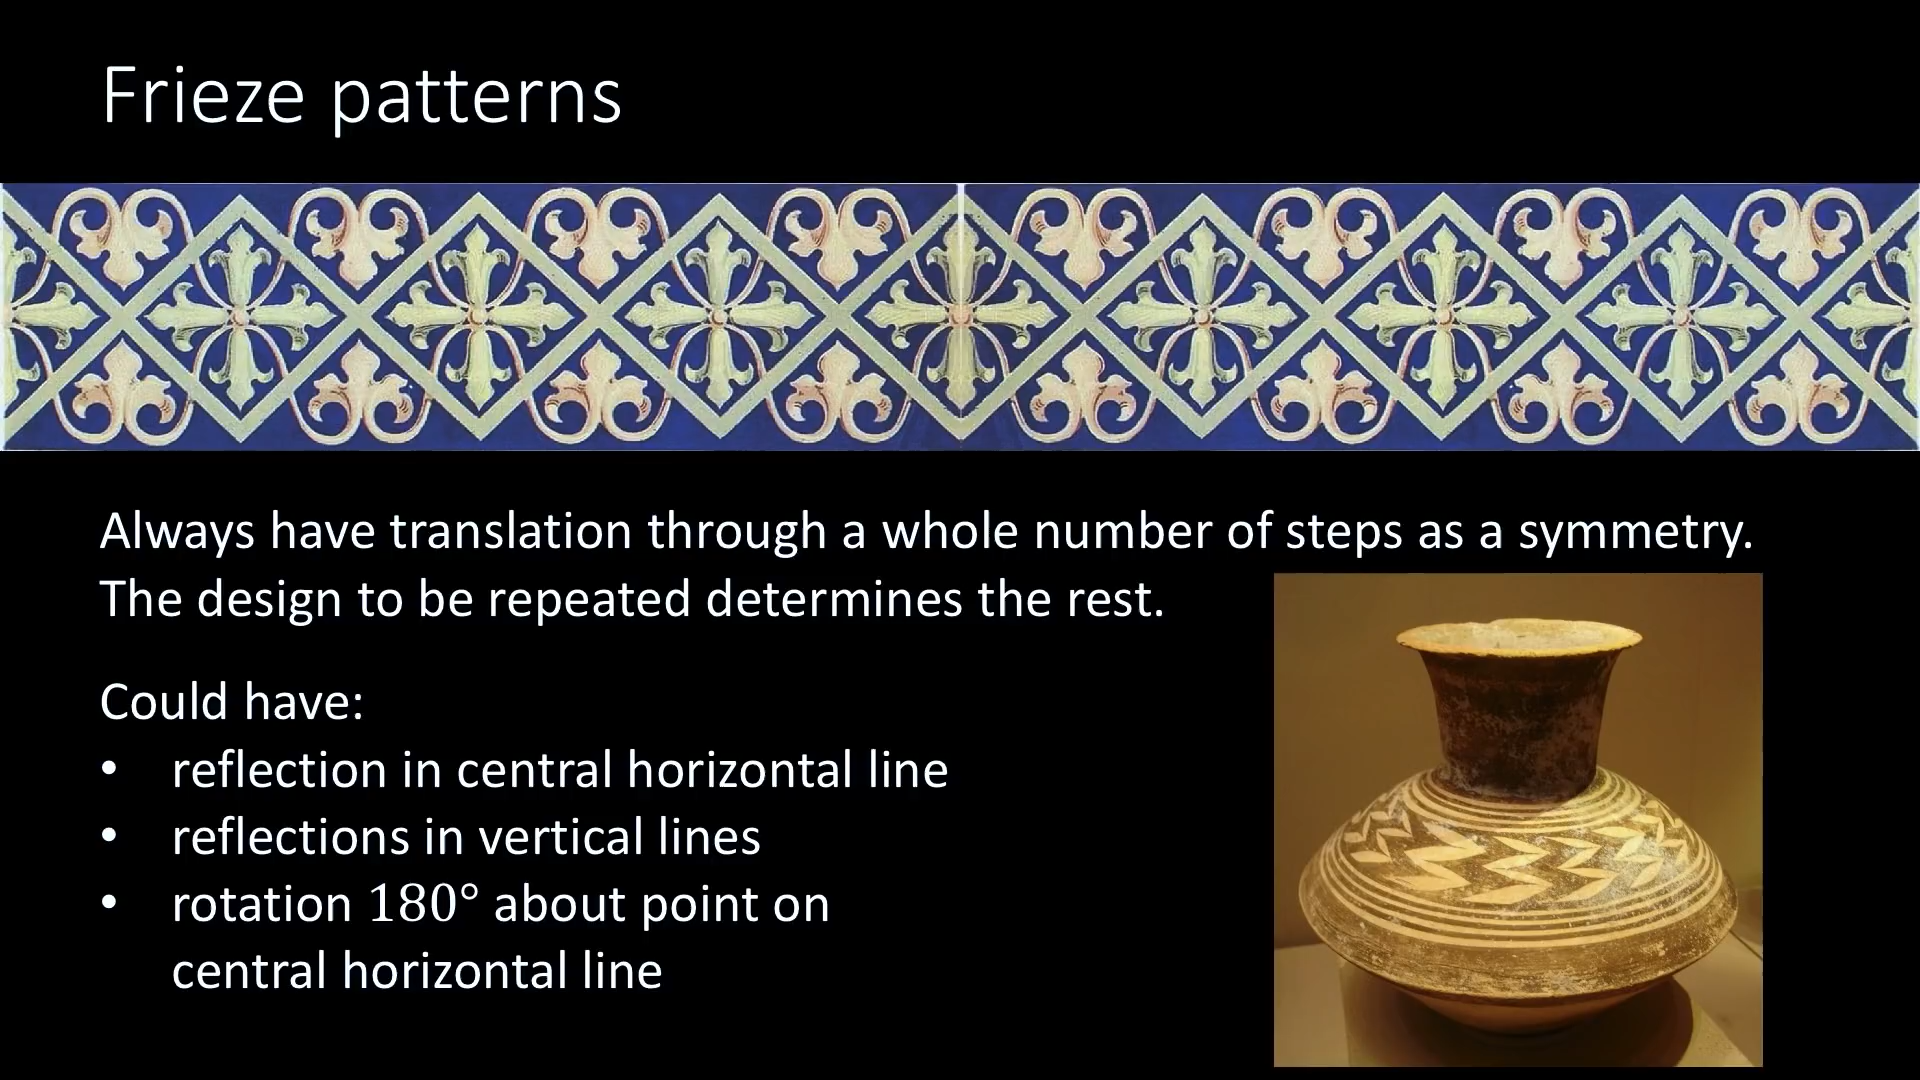 Frieze patterns
Always have translation through a whole number of steps as a symmetry.
The design to be repeated determines the rest.
Could have:
• reflection in central horizontal line
• reflections in vertical lines
• rotation 180° about point on
central horizontal line